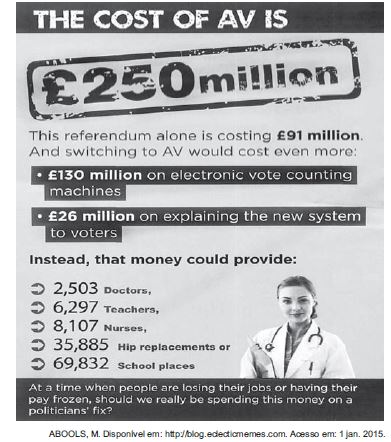 THE COST OF AV IS
£250 million
This referendum alone is costing £91 million.
And switching to AV would cost even more:
• £130 million on electronic vote counting
machines
• £26 million on explaining the new system
to voters
Instead, that money could provide:
2,503 Doctors,
6,297 Teachers,
8,107 Nurses,
35,885 Hip replacements or
69,832 School places
At a time when people are losing their jobs or having their
pay frozen, should we really be spending this money on a
politicians' fix?
ABOOLS, M. Disponível em: http://blog.edecticmemes.com. Acesso em: 1 jan. 2015.